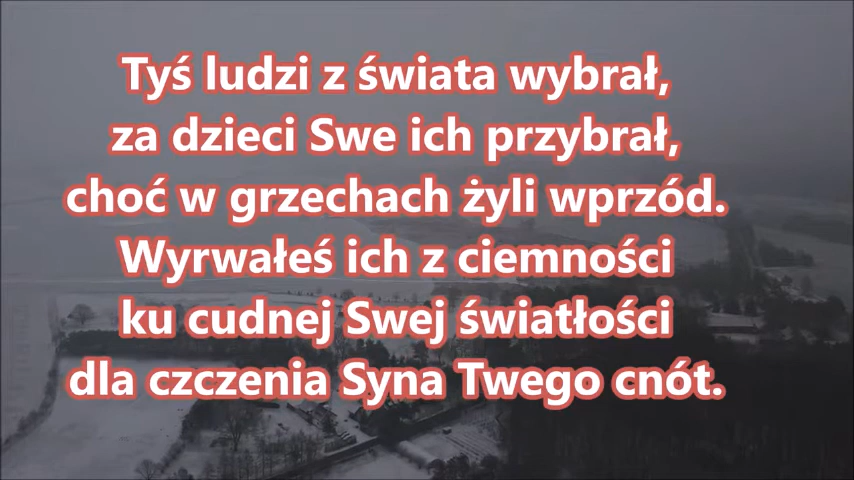 Tyś ludzi z świata wybrał,
za dzieci Swe ich przybrał,
choć w grzechach żyli wprzód.
Wyrwałeś ich z ciemności
ku cudnej Swej światłości
dla czczenia Syna Twego cnót.